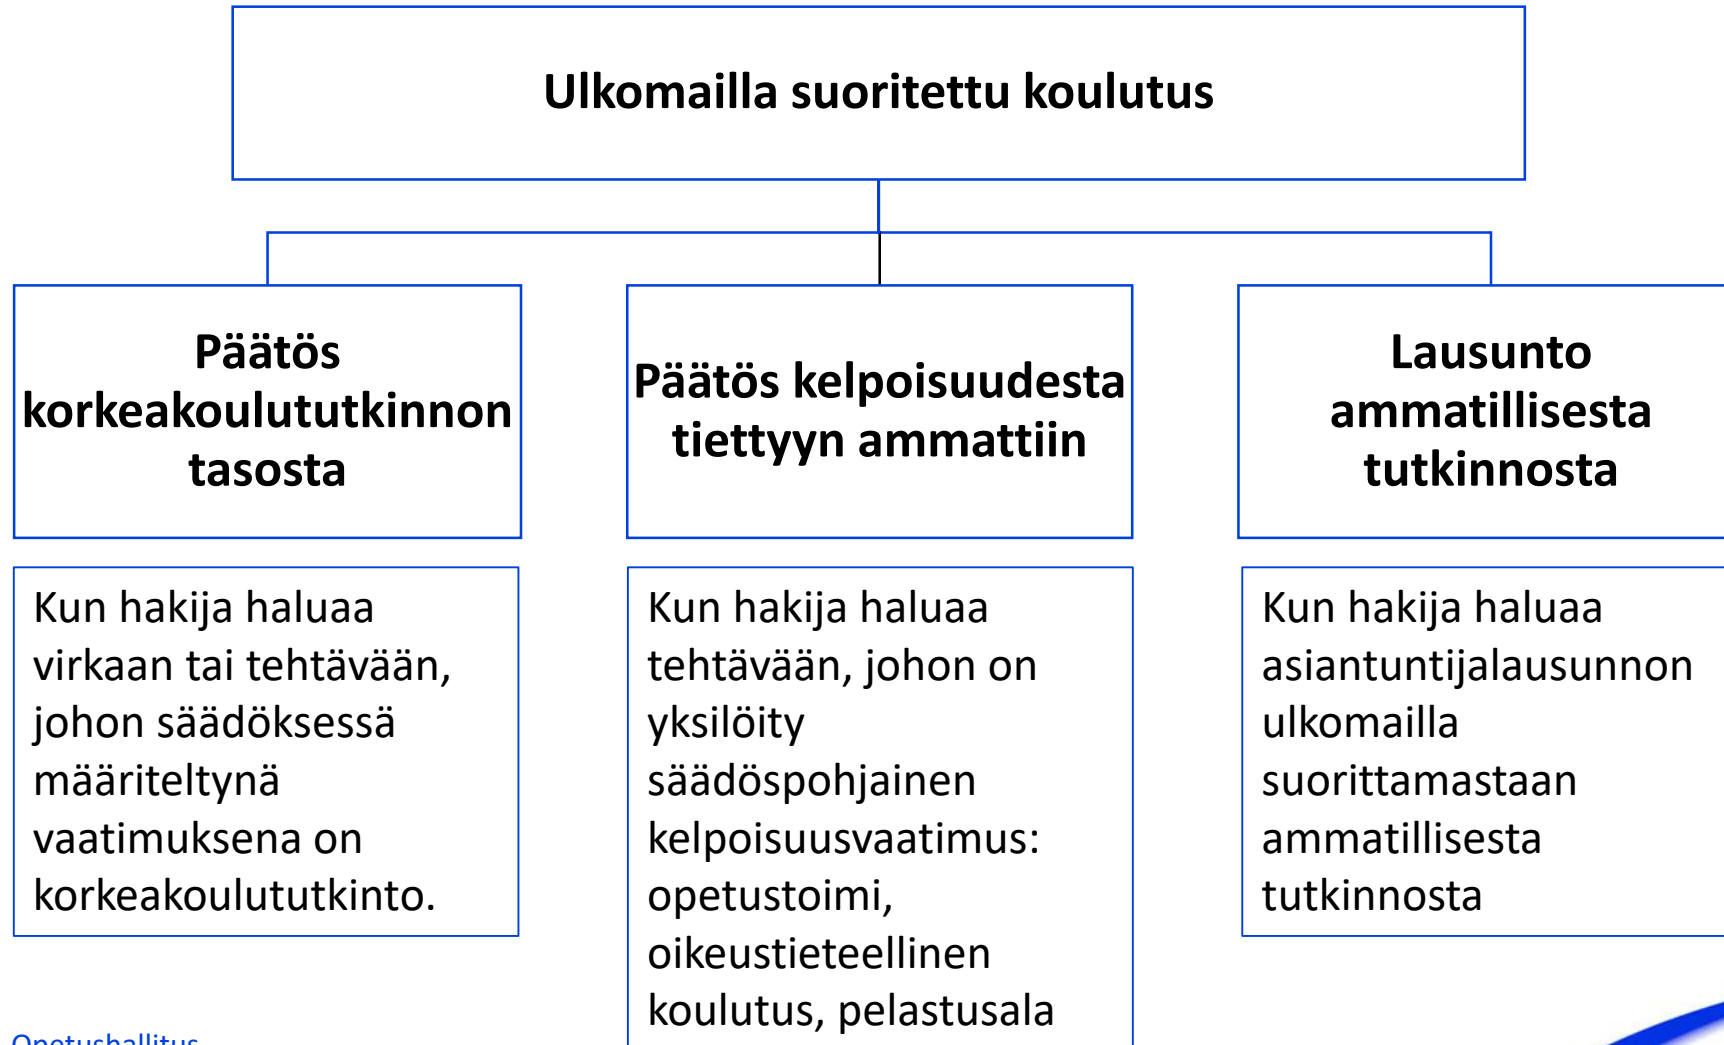 Ulkomailla suoritettu koulutus
Päätös
korkeakoulututkinnon
tasosta
Kun hakija haluaa
virkaan tai tehtävään,
johon säädöksessä
määriteltynä
vaatimuksena on
korkeakoulututkinto.
Päätös kelpoisuudesta
tiettyyn ammattiin
Kun hakija haluaa
tehtävään, johon on
yksilöity
säädöspohjainen
kelpoisuusvaatimus:
opetustoimi,
oikeustieteellinen
koulutus, pelastusala
Lausunto
ammatillisesta
tutkinnosta
Kun hakija haluaa
asiantuntijalausunnon
ulkomailla
suorittamastaan
ammatillisesta
tutkinnosta
Opetushallitus